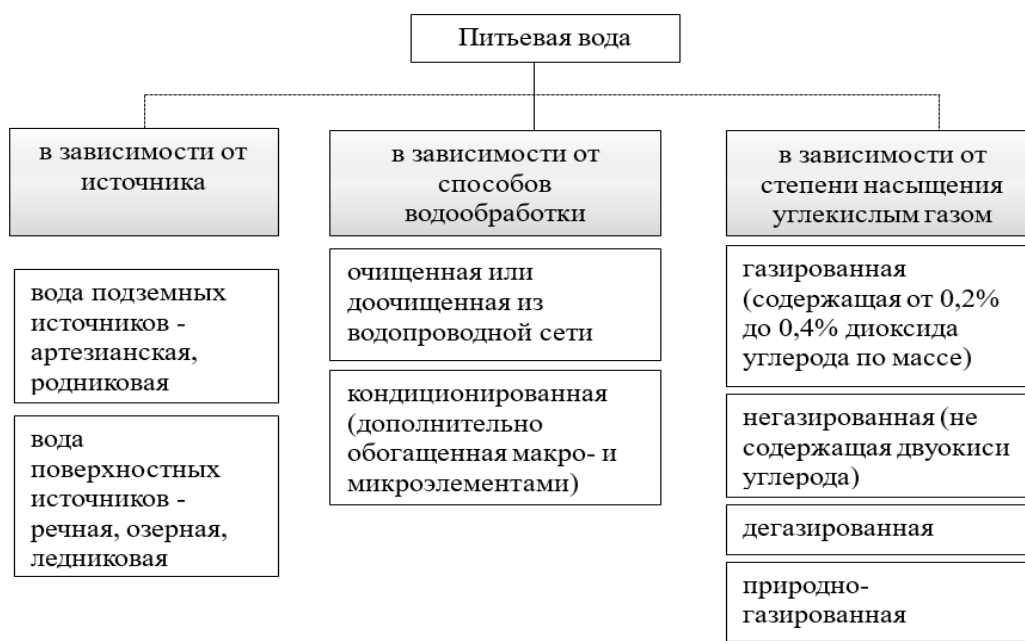 Питьевая вода
в зависимости от
источника
вода подземных
источников -
артезианская,
родниковая
вода
поверхностных
источников -
речная, озерная,
ледниковая
в зависимости от
способов
водообработки
очищенная или
доочищенная из
водопроводной сети
кондиционированная
(дополнительно
обогащенная макро- и
микроэлементами)
в зависимости от
степени насыщения
углекислым газом
газированная
(содержащая от 0,2%
до 0,4% диоксида
углерода по массе)
негазированная (не
содержащая двуокиси
углерода)
дегазированная
природно-
газированная